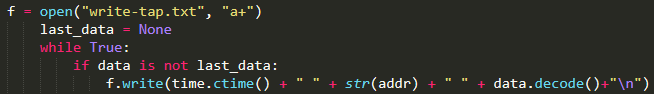 f = open("write-tap.txt", "a+")
    last_data = None
    while True:
        if data is not last_data:
            f.write(time.ctime() + " " + str(addr) + " " + data.decode()+"\n")